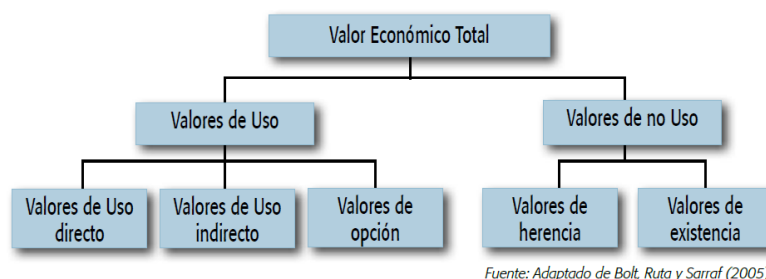 Valor Económico Total
Valores de Uso
Valores de no Uso
Valores de Uso
directo
Valores de Uso
indirecto
Valores de
opción
Valores de
herencia
Valores de
existencia
Fuente: Adaptado de Bolt, Ruta y Sarraf (2005